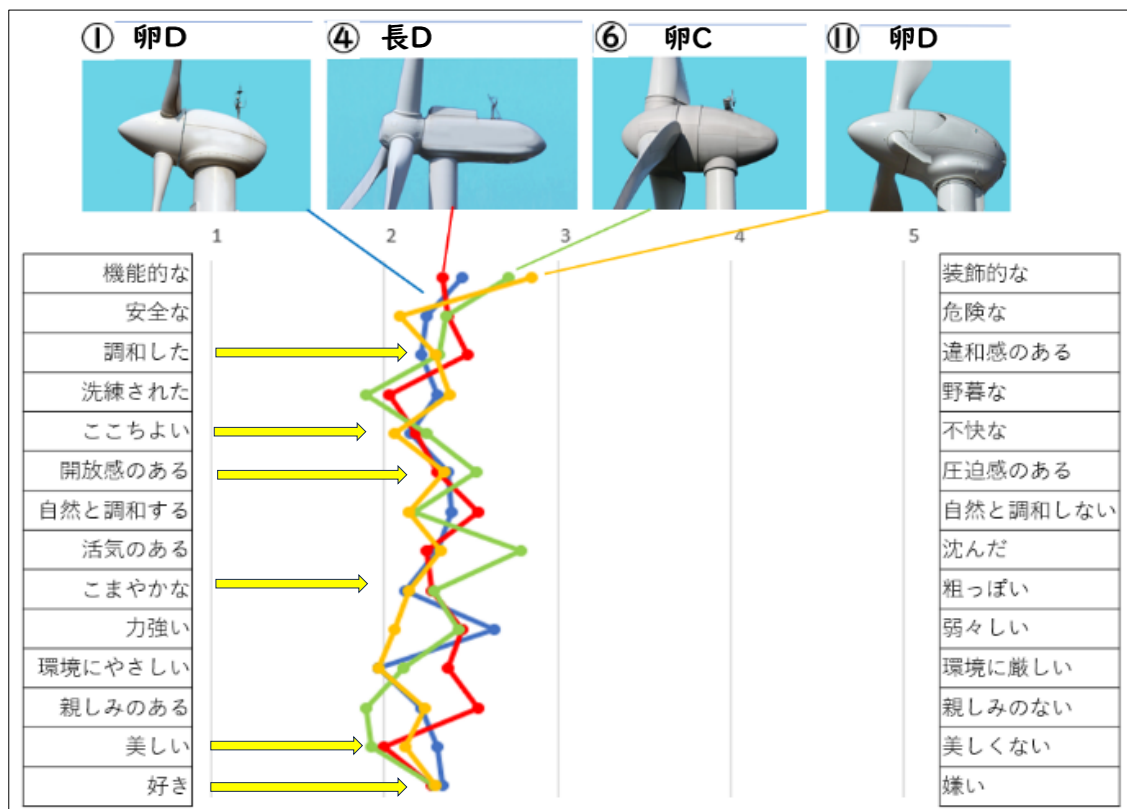 ① 卵D
④ 長D
⑥ 卵C
⑪ 卵D
1 2 3 4 5
機能的な 装飾的な
安全な 危険な
調和した 違和感のある
洗練された 野暮な
ここちよい 不快な
開放感のある 圧迫感のある
自然と調和する 自然と調和しない
活気のある 沈んだ
こまやかな 粗っぽい
力強い 弱々しい
環境にやさしい 環境に厳しい
親しみのある 親しみのない
美しい 美しくない
好き 嫌い